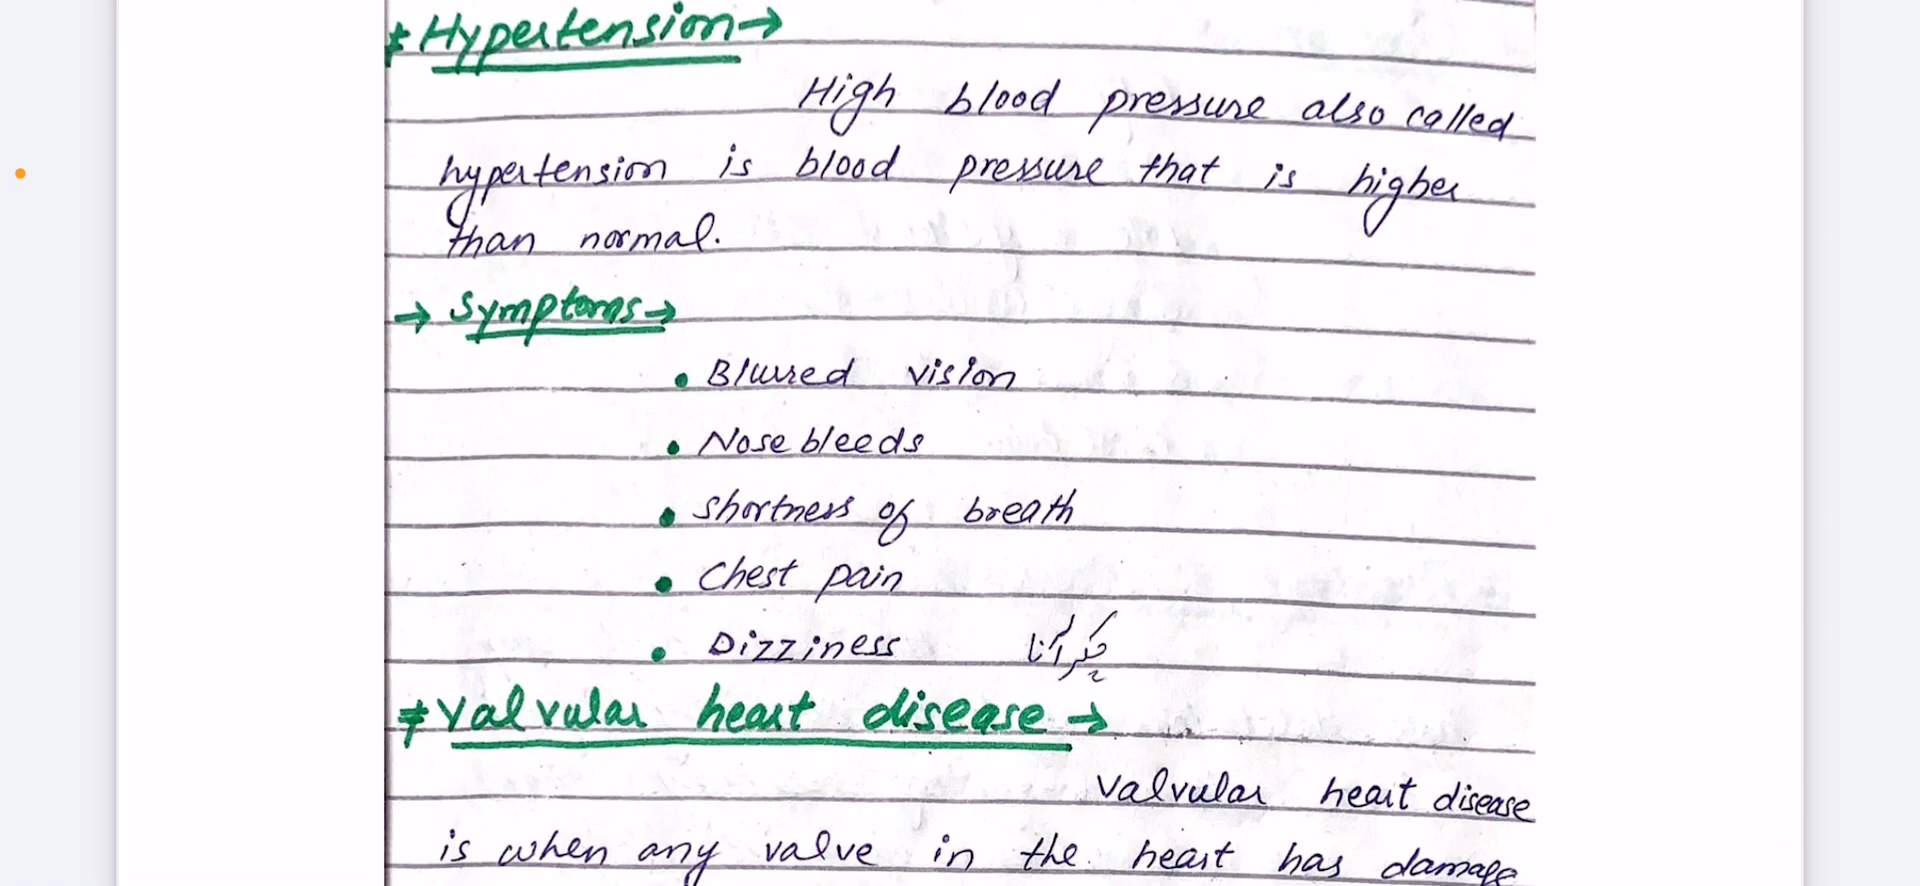 * Hypertension →
High blood pressure also called
hypertension is blood pressure that is higher
than normal.
→ Symptoms →
• Blurred vision
• Nose bleeds
• Shortness of breath
• Chest pain
• Dizziness چکر آنا
* Valvular heart disease →
Valvular heart disease
is when any valve in the heart has damage